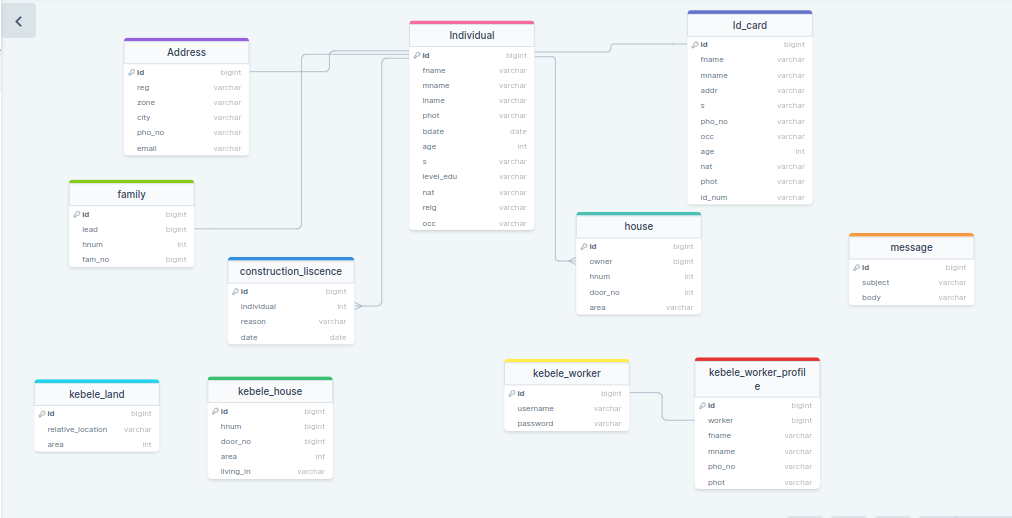 Address
id bigint
reg varchar
zone varchar
city varchar
pho_no varchar
email varchar
Individual
id bigint
fname varchar
mname varchar
lname varchar
phot varchar
bdate date
age int
s varchar
level_edu varchar
nat varchar
relg varchar
occ varchar
Id_card
id bigint
fname varchar
mname varchar
addr varchar
s varchar
pho_no varchar
occ varchar
age int
nat varchar
phot varchar
id_num varchar
family
id bigint
lead bigint
hnum int
fam_no bigint
construction_liscence
id bigint
individual int
reason varchar
date date
house
id bigint
owner bigint
hnum int
door_no int
area varchar
message
id bigint
subject varchar
body varchar
kebele_land
id bigint
relative_location varchar
area int
kebele_house
id bigint
hnum bigint
door_no bigint
area int
living_in varchar
kebele_worker
id bigint
username varchar
password varchar
kebele_worker_profil
e
id bigint
worker bigint
fname varchar
mname varchar
pho_no varchar
phot varchar